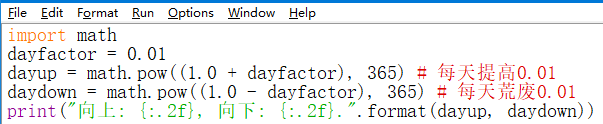 File Edit Format Run Options Window Help
import math
dayfactor = 0.01
dayup = math.pow((1.0 + dayfactor), 365) # 每天提高0.01
daydown = math.pow((1.0 - dayfactor), 365) # 每天荒废0.01
print("向上: {:.2f}, 向下: {:.2f}.".format(dayup, daydown))